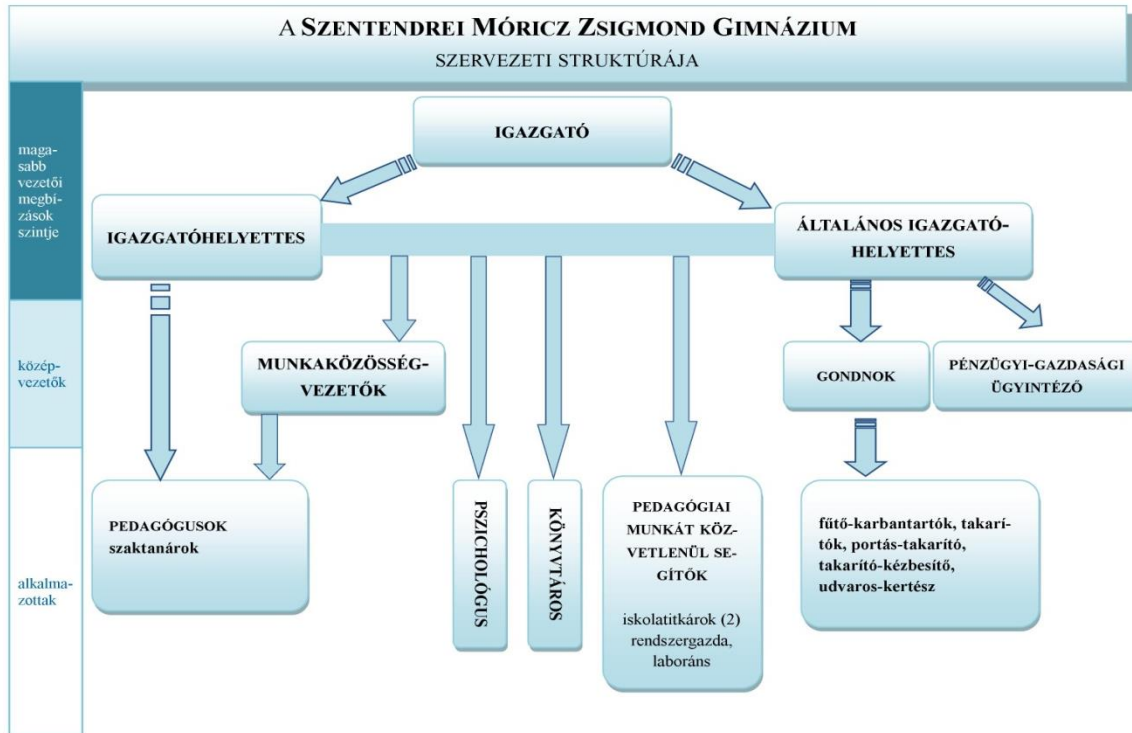 A SZENTENDREI MÓRICZ ZSIGMOND GIMNÁZIUM
SZERVEZETI STRUKTÚRÁJA
maga-
sabb
vezetői
megbí-
zások
szintje
IGAZGATÓ
IGAZGATÓHELYETTES
ÁLTALÁNOS IGAZGATÓ-
HELYETTES
közép-
vezetők
MUNKAKÖZÖSSÉG-
VEZETŐK
GONDNOK
PÉNZÜGYI-GAZDASÁGI
ÜGYINTÉZŐ
alkalma-
zottak
PEDAGÓGUSOK
szaktanárok
PSZICHOLÓGUS
KÖNYVTÁROS
PEDAGÓGIAI
MUNKÁT KÖZ-
VETLENÜL SE-
GÍTŐK
iskolatitkárok (2)
rendszergazda,
laboráns
fűtő-karbantartók, takarí-
tók, portás-takarító,
takarító-kézbesítő,
udvaros-kertész